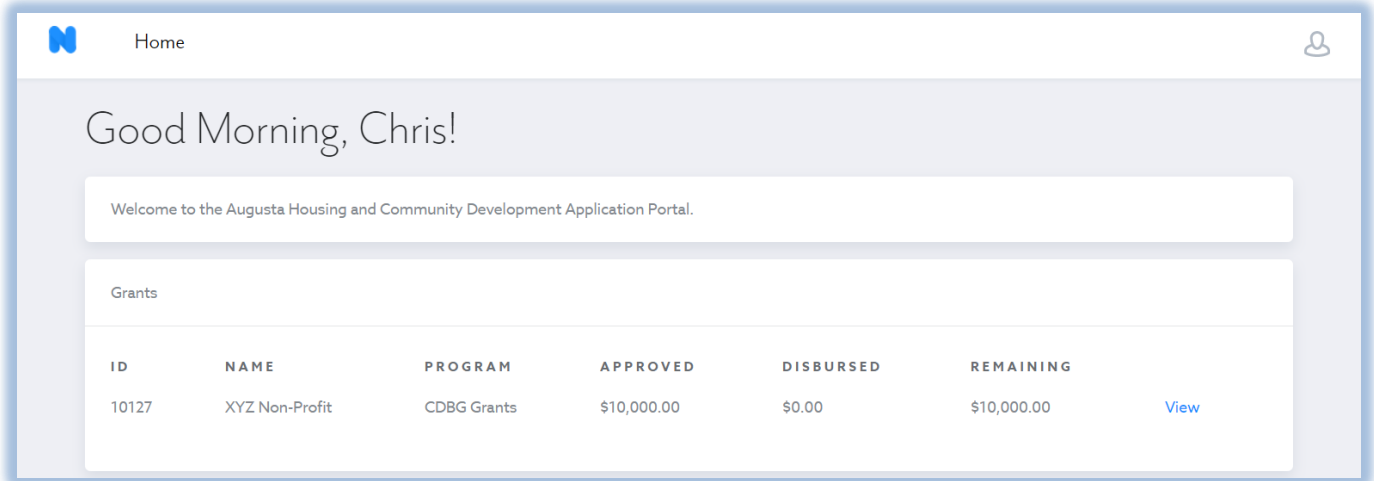 Home
Good Morning, Chris!
Welcome to the Augusta Housing and Community Development Application Portal.
Grants
ID NAME PROGRAM APPROVED DISBURSED REMAINING
10127 XYZ Non-Profit CDBG Grants $10,000.00 $0.00 $10,000.00 View